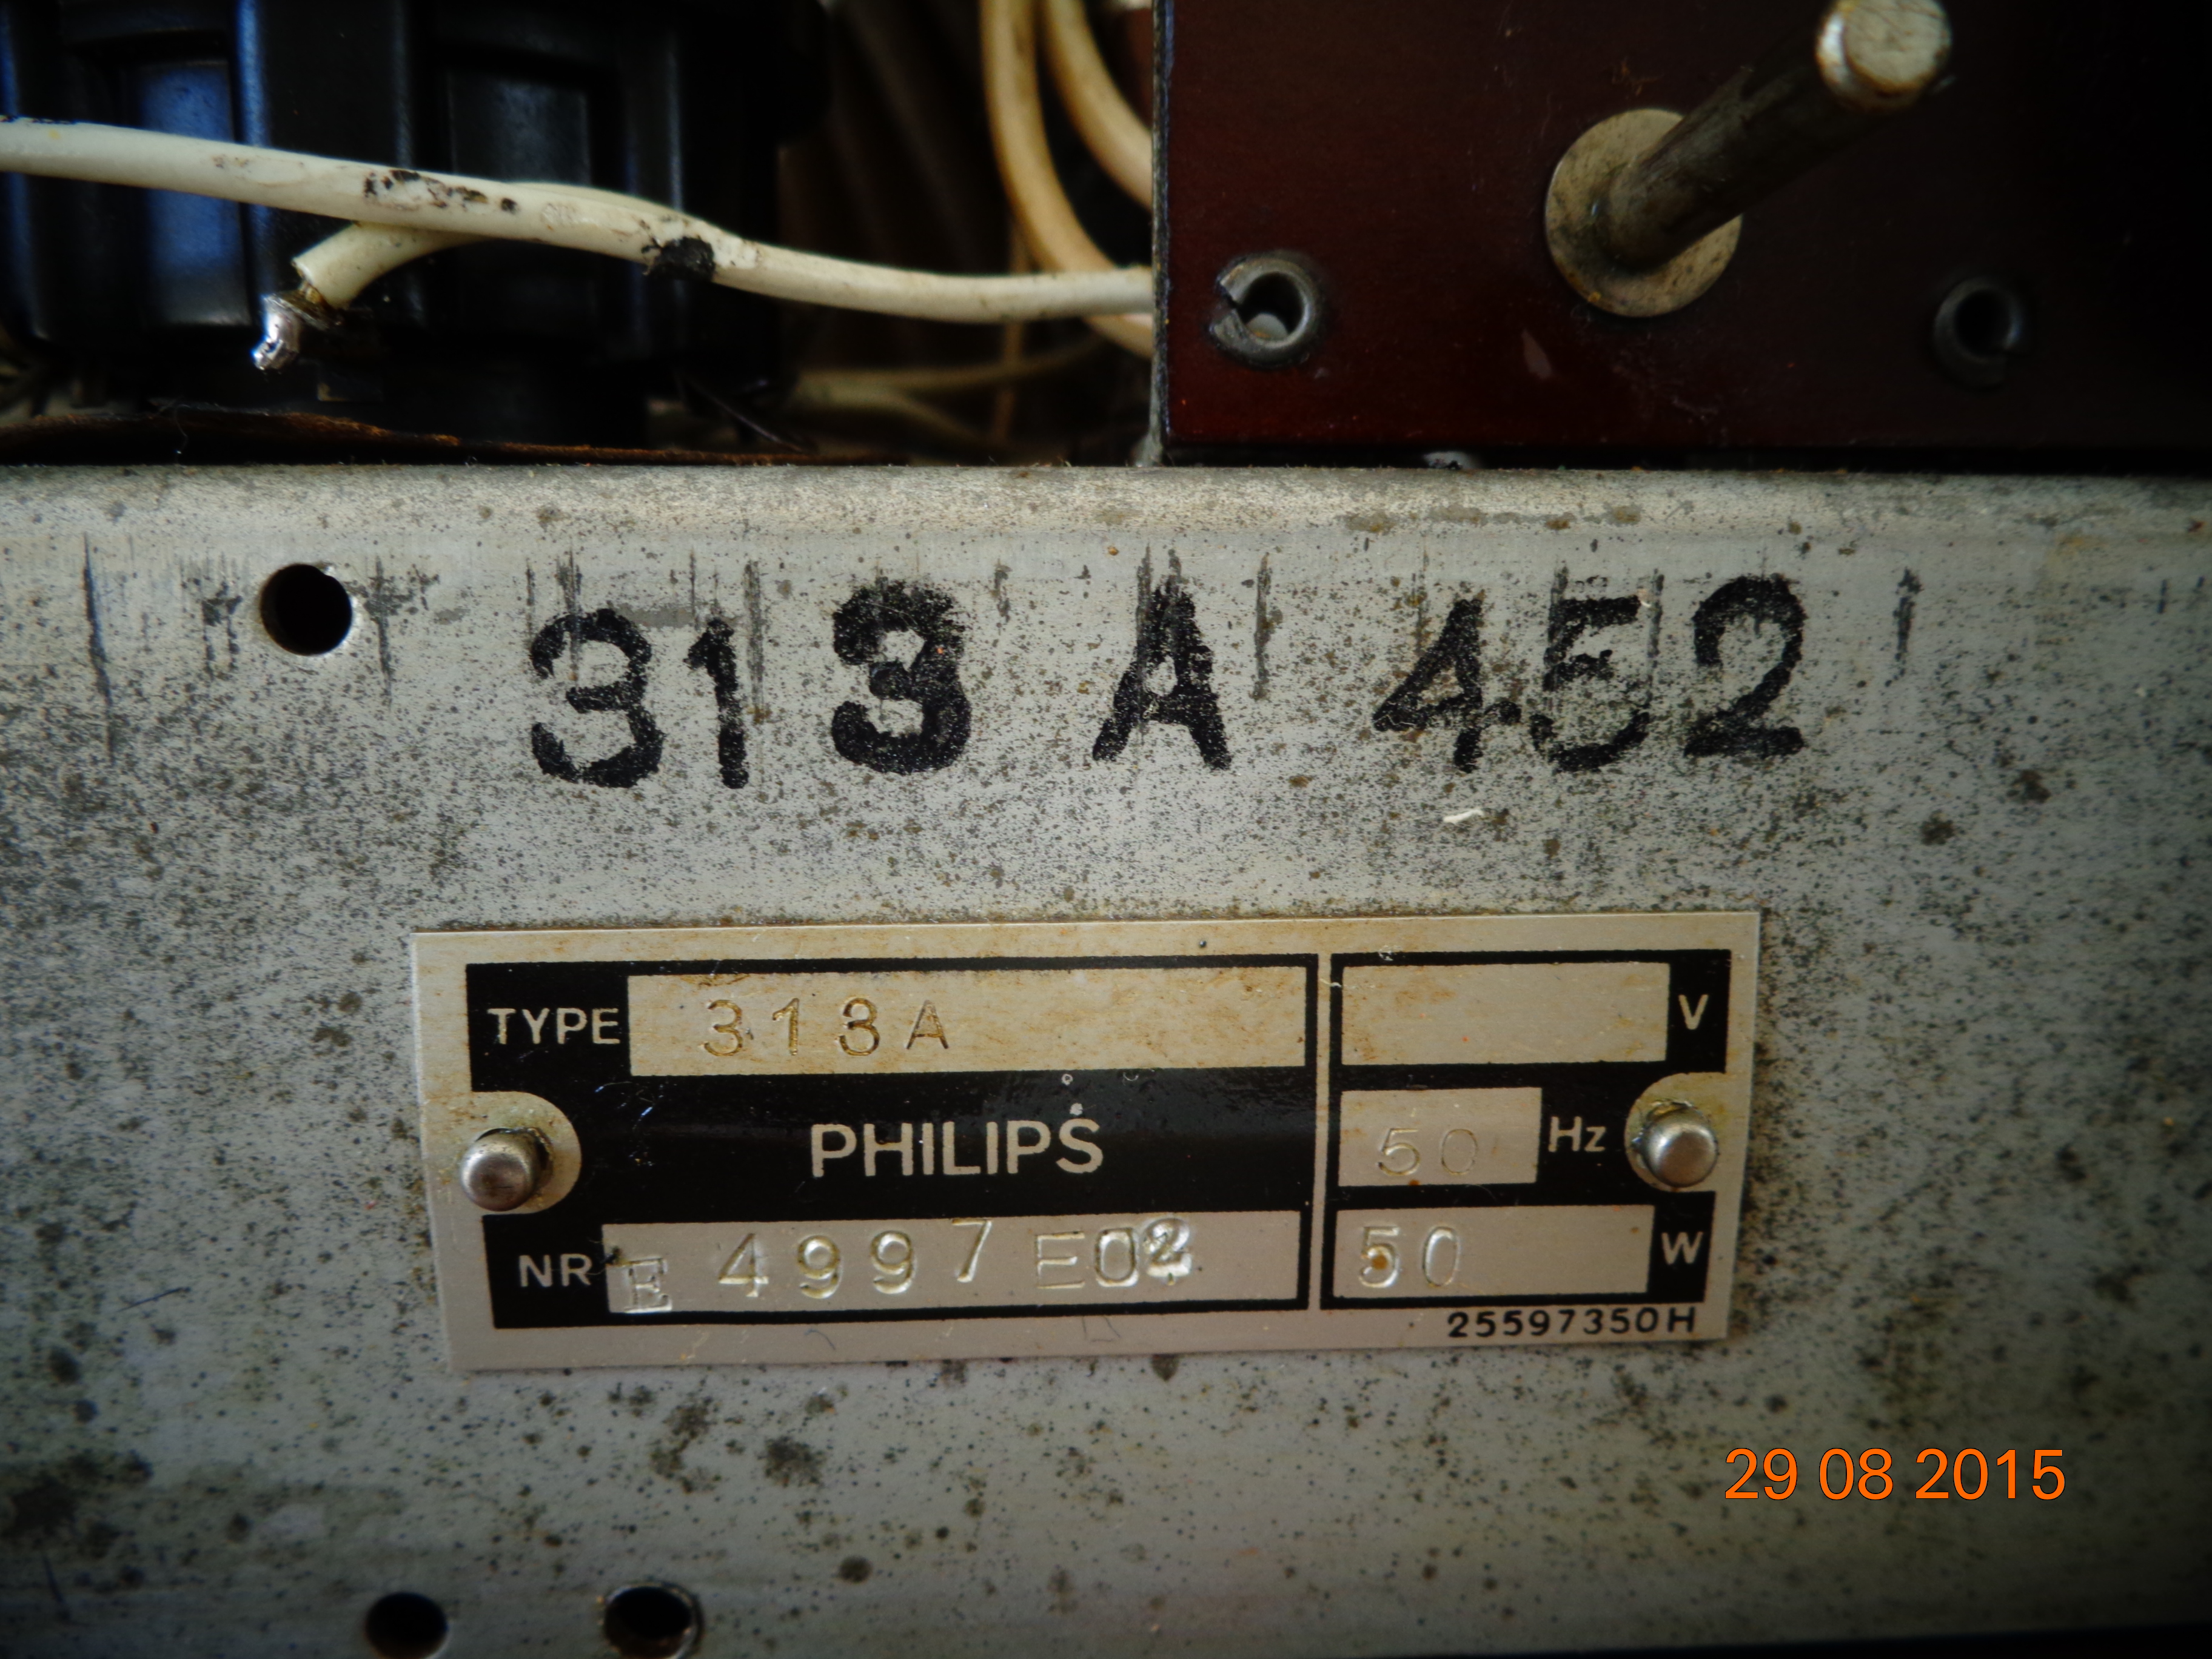 313 A 452
TYPE 313A V
PHILIPS 50 Hz
NR E 4997 E02 50 W
25597350H
29 08 2015